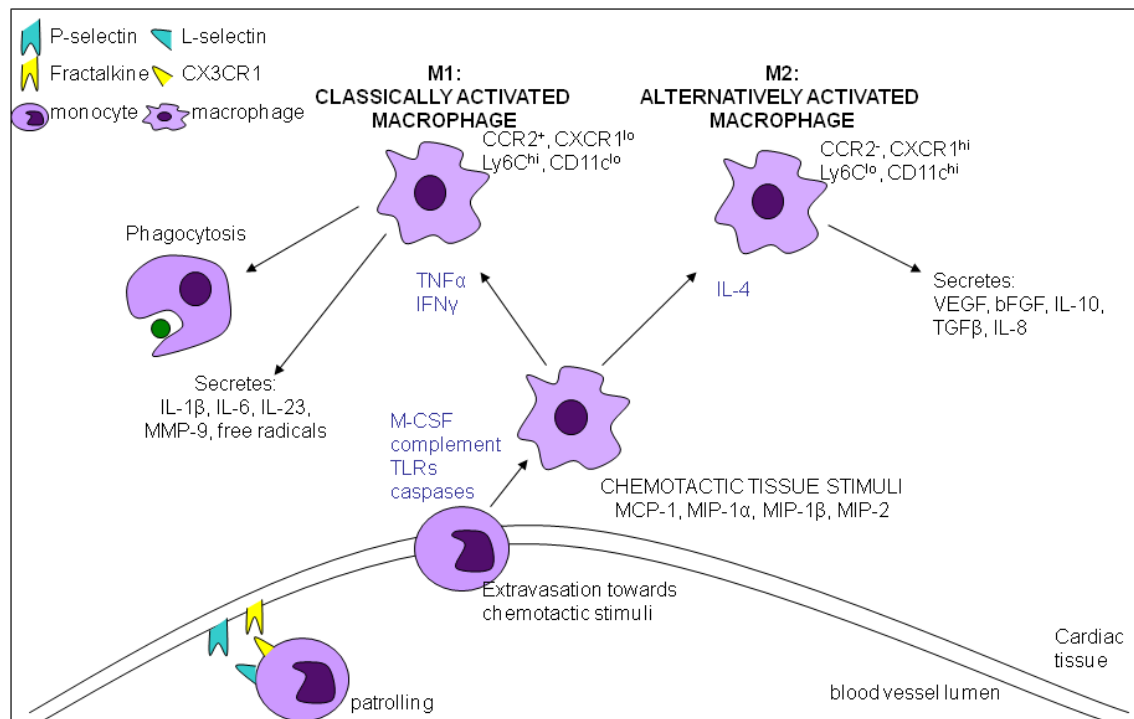 P-selectin L-selectin
Fractalkine CX3CR1
monocyte macrophage
M1:
CLASSICALLY ACTIVATED
MACROPHAGE
CCR2⁺, CXCR1ˡᵒ
Ly6Cʰⁱ, CD11cˡᵒ
M2:
ALTERNATIVELY ACTIVATED
MACROPHAGE
CCR2⁻, CXCR1ʰⁱ
Ly6Cˡᵒ, CD11cʰⁱ
Phagocytosis
TNFα
IFNγ
IL-4
Secretes:
VEGF, bFGF, IL-10,
TGFβ, IL-8
Secretes:
IL-1β, IL-6, IL-23,
MMP-9, free radicals
M-CSF
complement
TLRs
caspases
CHEMOTACTIC TISSUE STIMULI
MCP-1, MIP-1α, MIP-1β, MIP-2
Extravasation towards
chemotactic stimuli
Cardiac
tissue
blood vessel lumen
patrolling